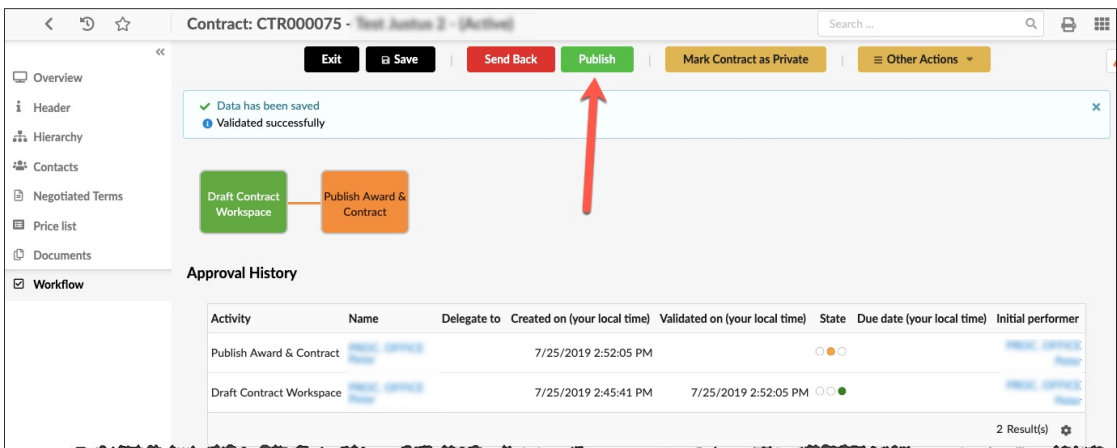 Contract: CTR000075 -
Search ...
Exit
Save
Send Back
Publish
Mark Contract as Private
Other Actions
Overview
Header
Hierarchy
Contacts
Negotiated Terms
Price list
Documents
Workflow
Data has been saved
Validated successfully
Draft Contract
Workspace
Publish Award &
Contract
Approval History
Activity Name Delegate to Created on (your local time) Validated on (your local time) State Due date (your local time) Initial performer
Publish Award & Contract 7/25/2019 2:52:05 PM
Draft Contract Workspace 7/25/2019 2:45:41 PM 7/25/2019 2:52:05 PM
2 Result(s)